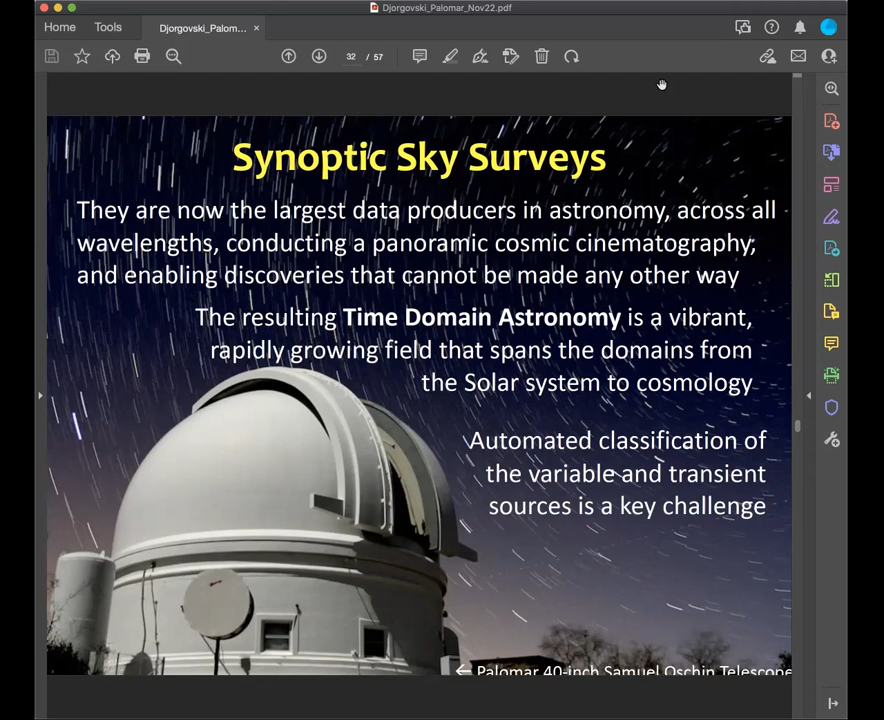 Djorgovski_Palomar_Nov22.pdf
Home
Tools
Djorgovski_Palom...
32 / 57
Synoptic Sky Surveys
They are now the largest data producers in astronomy, across all
wavelengths, conducting a panoramic cosmic cinematography,
and enabling discoveries that cannot be made any other way
The resulting Time Domain Astronomy is a vibrant,
rapidly growing field that spans the domains from
the Solar system to cosmology
Automated classification of
the variable and transient
sources is a key challenge
← Palomar 40-inch Samuel Oschin Telescope